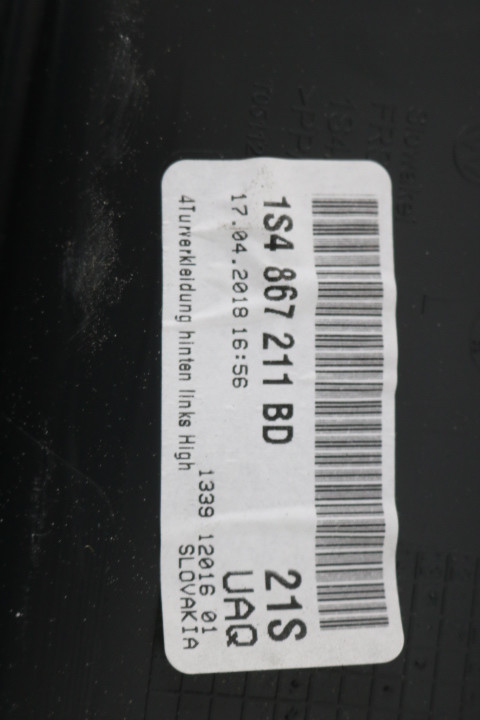 1S4 867 211 BD 21S
17.04.2018 16:56 UAQ
1339 12016 01
4Turverkleidung hinten links High SLOVAKIA